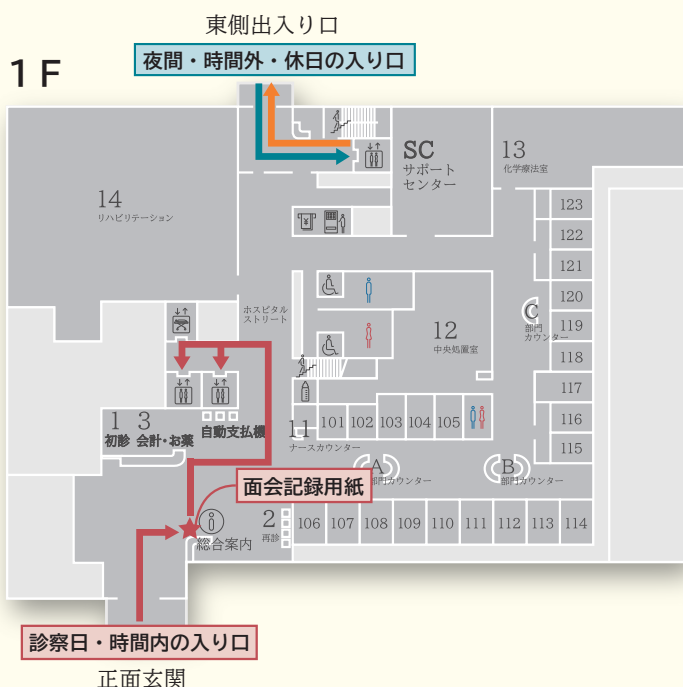 東側出入り口
夜間・時間外・休日の入り口
1F
SC
サポート
センター
13
化学療法室
14
リハビリテーション
123
122
121
120
119
118
117
116
115
C
部門
カウンター
ホスピタル
ストリート
12
中央処置室
1
初診
3
会計・お薬
自動支払機
11
ナースカウンター
101
102
103
104
105
A
部門カウンター
B
部門カウンター
面会記録用紙
総合案内
2
再診
106
107
108
109
110
111
112
113
114
診察日・時間内の入り口
正面玄関